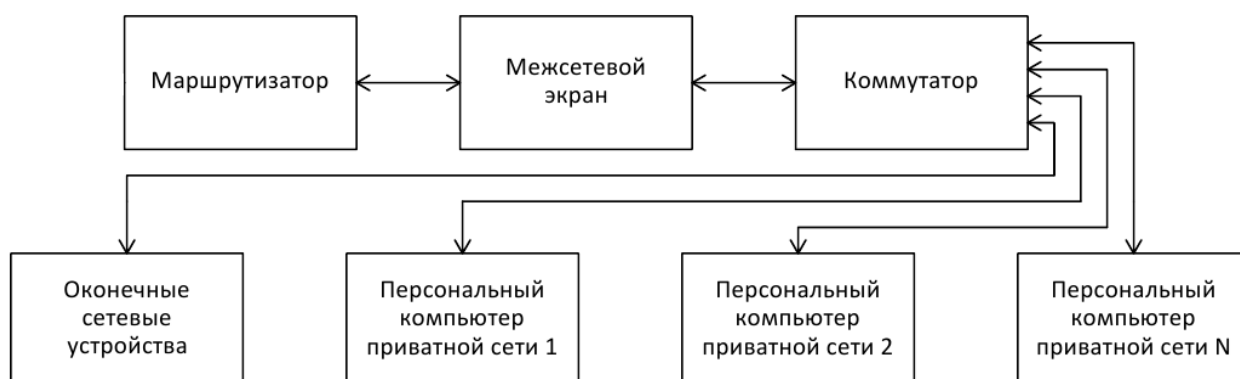 Маршрутизатор
Межсетевой
экран
Коммутатор
Оконечные
сетевые
устройства
Персональный
компьютер
приватной сети 1
Персональный
компьютер
приватной сети 2
Персональный
компьютер
приватной сети N